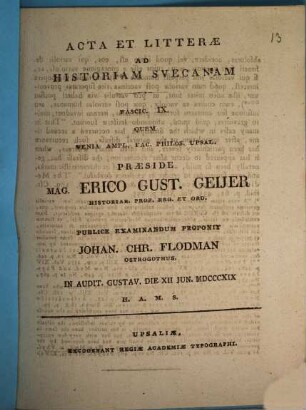 13
ACTA ET LITTERÆ
AD
HISTORIAM SVECANAM
FASCIC. IX.
QUEM
VENIA AMPL. FAC. PHILOS. UPSAL.
PRÆSIDE
MAG. ERICO GUST. GEIJER
HISTORIAR. PROF. REG. ET ORD.
PUBLICE EXAMINANDUM PROPONIT
JOHAN. CHR. FLODMAN
OSTROGOTHUS.
IN AUDIT. GUSTAV. DIE XII JUN. MDCCCXIX
H. A. M. S.
UPSALIÆ,
EXCUDEBANT REGIÆ ACADEMIÆ TYPOGRAPHI.